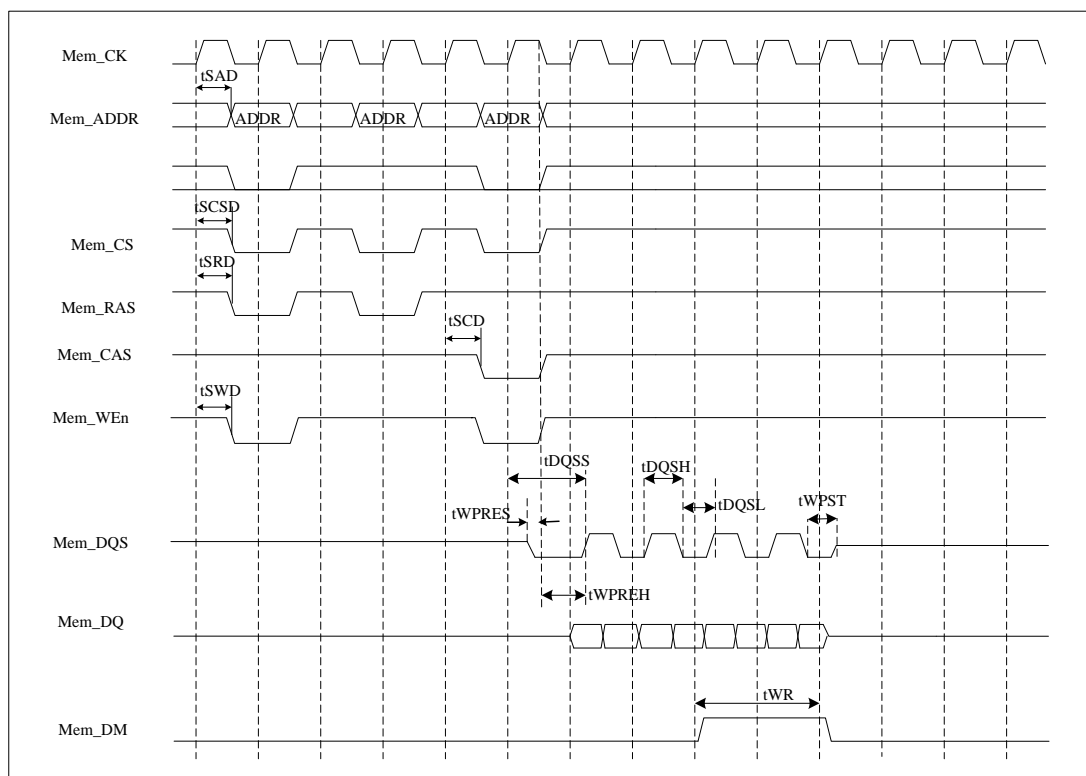 Mem_CK
tSAD
Mem_ADDR
ADDR
ADDR
ADDR
tSCSD
Mem_CS
tSRD
Mem_RAS
tSCD
Mem_CAS
tSWD
Mem_WEn
tDQSS
tDQSH
tDQSL
tWPST
tWPRES
Mem_DQS
tWPREH
Mem_DQ
tWR
Mem_DM